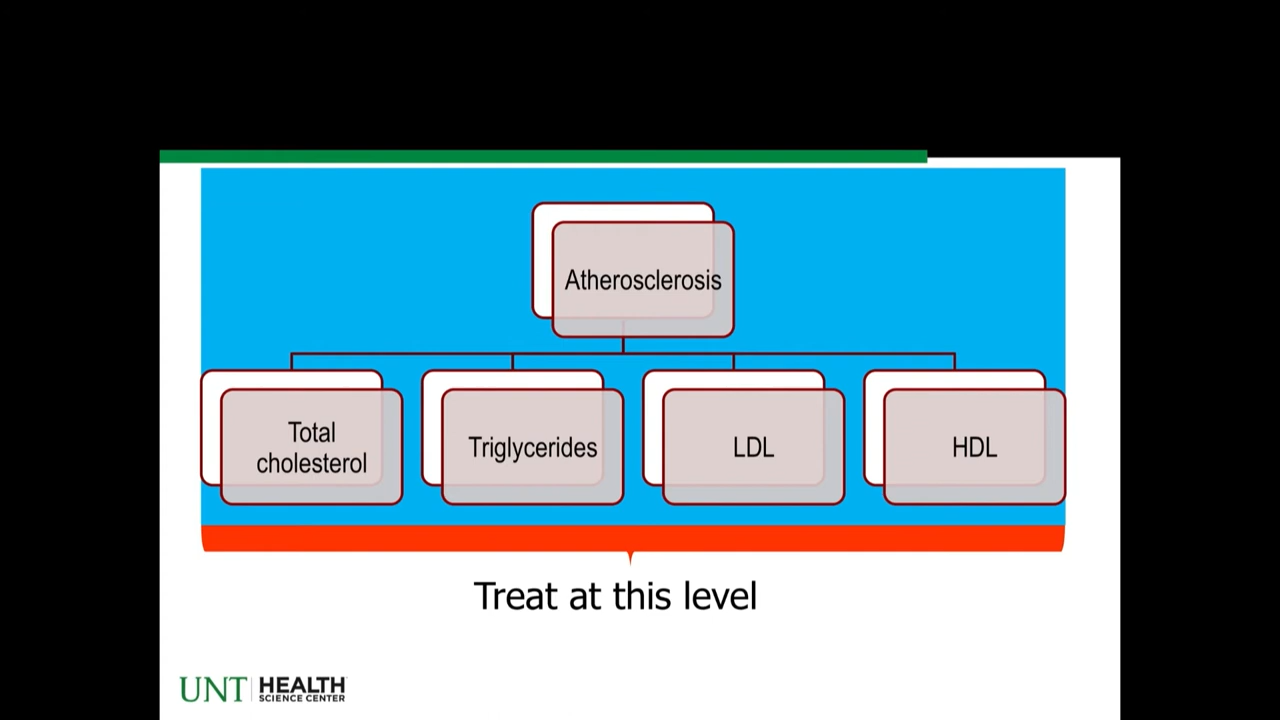 Atherosclerosis
Total
cholesterol
Triglycerides
LDL
HDL
Treat at this level
UNT HEALTH
SCIENCE CENTER